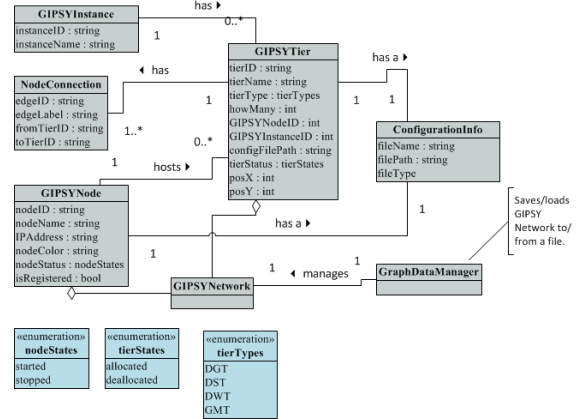 GIPSYInstance
instanceID : string
instanceName : string
has
1
0..*
GIPSYTier
tierID : string
tierName : string
tierType : tierTypes
howMany : int
GIPSYNodeID : int
GIPSYInstanceID : int
configFilePath : string
tierStatus : tierStates
posX : int
posY : int
has a
1
1
NodeConnection
edgeID : string
edgeLabel : string
fromTierID : string
toTierID : string
has
1
1..*
ConfigurationInfo
fileName : string
filePath : string
fileType
1
0..*
hosts
GIPSYNode
nodeID : string
nodeName : string
IPAddress : string
nodeColor : string
nodeStatus : nodeStates
isRegistered : bool
has a
1
1
Saves/loads
GIPSY
Network to/
from a file.
GIPSYNetwork
1
manages
1
GraphDataManager
«enumeration»
nodeStates
started
stopped
«enumeration»
tierStates
allocated
deallocated
«enumeration»
tierTypes
DGT
DST
DWT
GMT